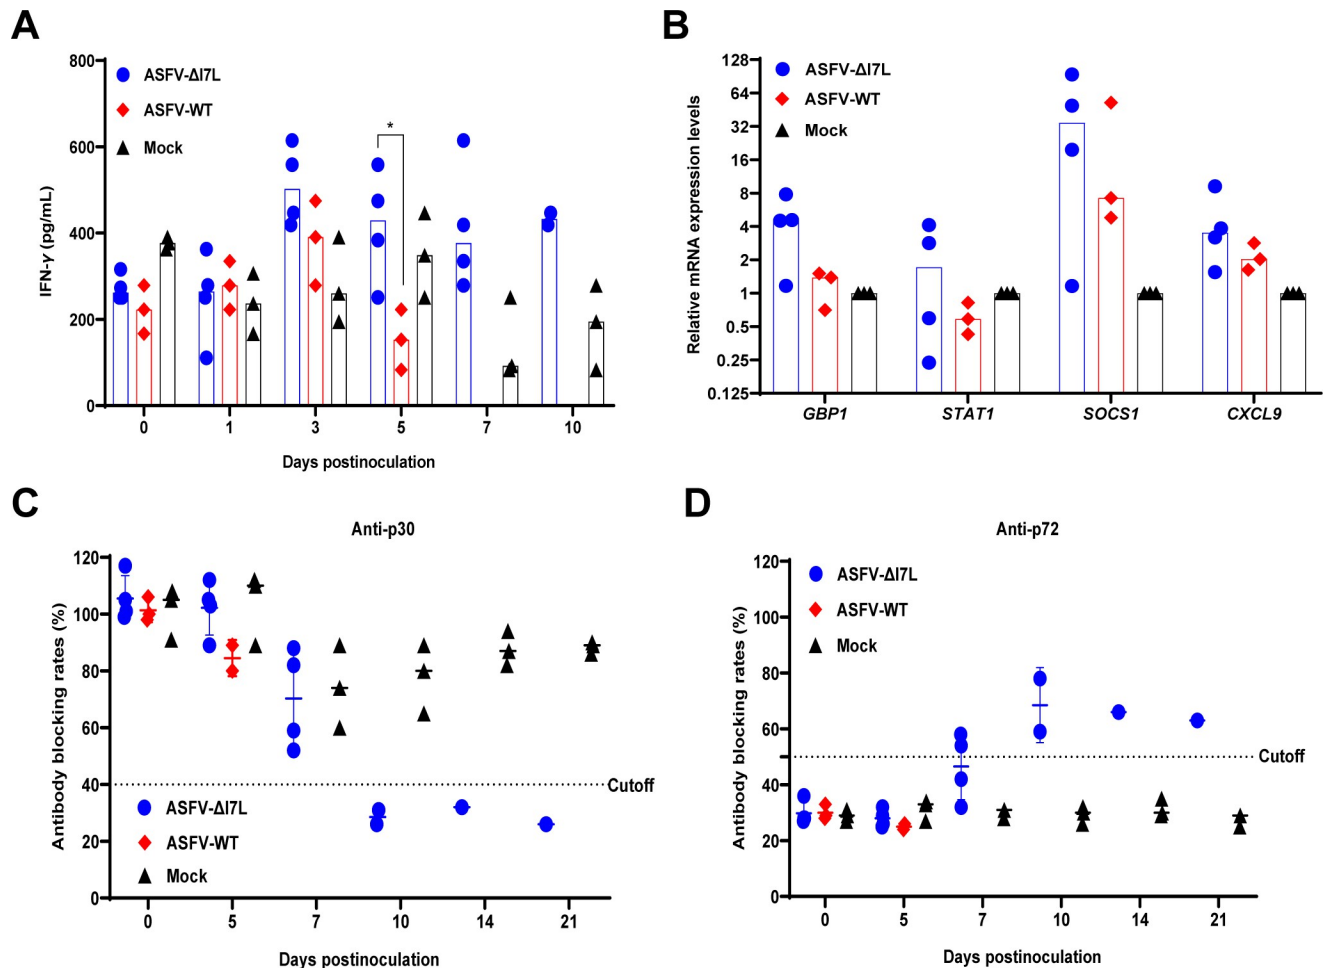 A
800
600
400
200
0
IFN-γ (pg/mL)
ASFV-ΔI7L
ASFV-WT
Mock
*
0 1 3 5 7 10
Days postinoculation
B
128
64
32
16
8
4
2
1
0.5
0.25
0.125
Relative mRNA expression levels
ASFV-ΔI7L
ASFV-WT
Mock
GBP1 STAT1 SOCS1 CXCL9
C
Anti-p30
120
100
80
60
40
20
0
Antibody blocking rates (%)
Cutoff
ASFV-ΔI7L
ASFV-WT
Mock
0 5 7 10 14 21
Days postinoculation
D
Anti-p72
120
100
80
60
40
20
0
Antibody blocking rates (%)
ASFV-ΔI7L
ASFV-WT
Mock
Cutoff
0 5 7 10 14 21
Days postinoculation